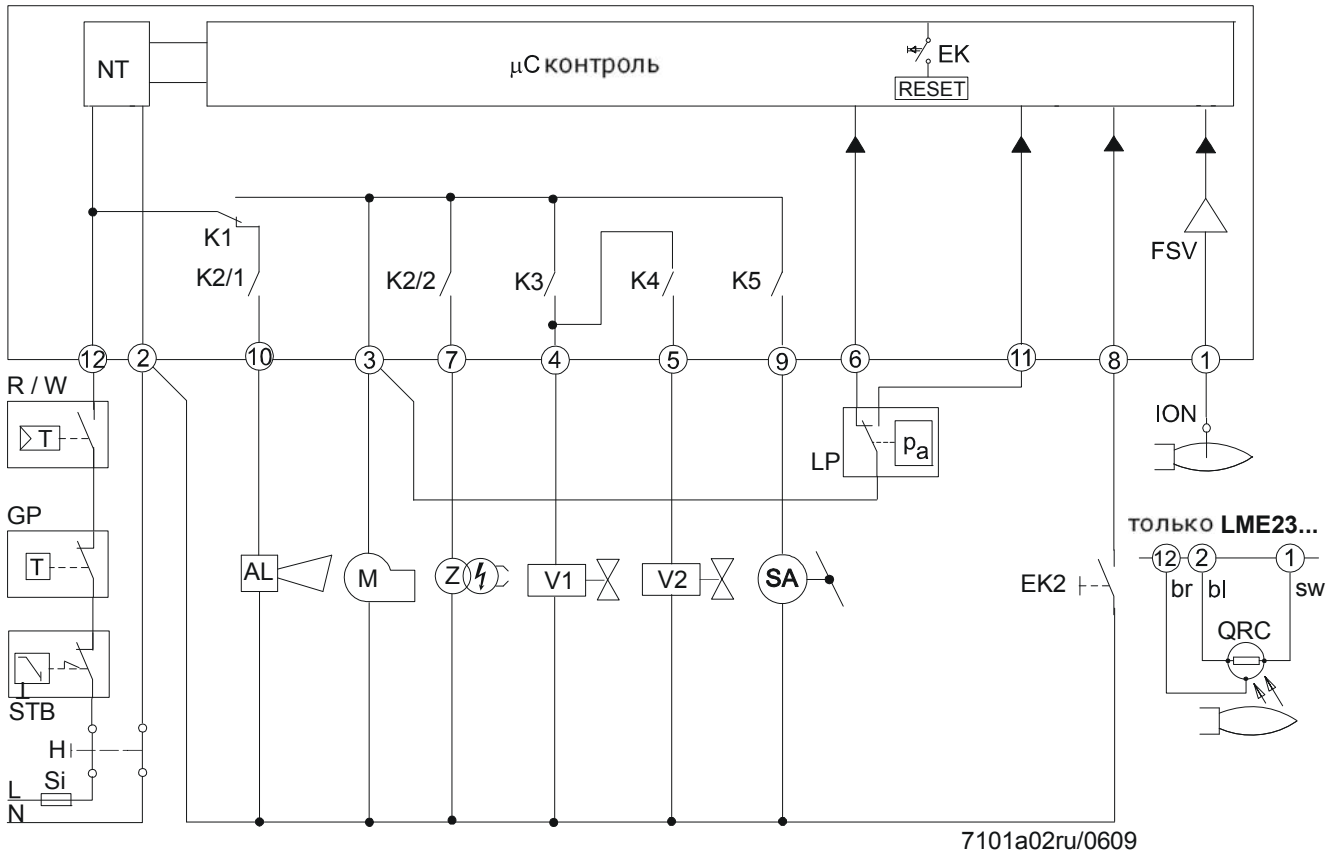 NT
µC контроль
EK
RESET
FSV
K1
K2/1
K2/2
K3
K4
K5
12
2
10
3
7
4
5
9
6
11
8
1
R / W
T
GP
T
STB
H
L
Si
N
AL
M
Z
V1
V2
SA
LP
pa
EK2
ION
только LME23...
12
2
1
br
bl
sw
QRC
7101a02ru/0609